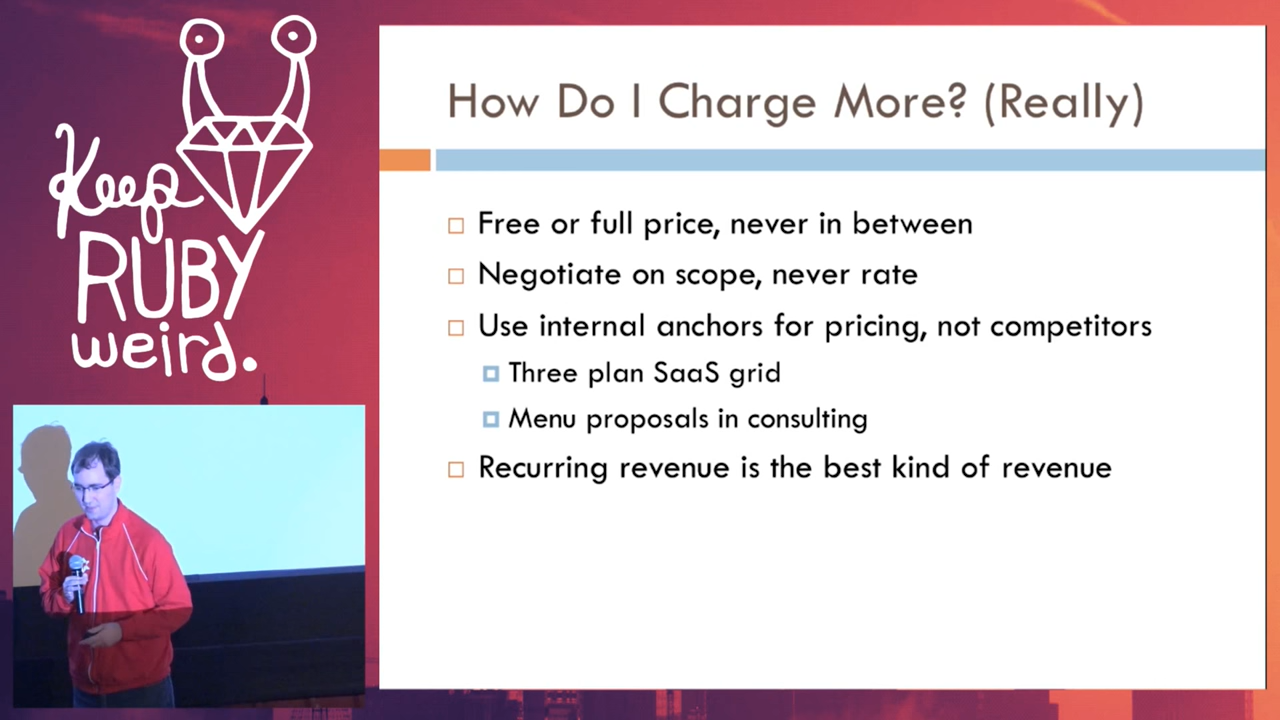 Keep
RUBY
weird.
How Do I Charge More? (Really)
Free or full price, never in between
Negotiate on scope, never rate
Use internal anchors for pricing, not competitors
Three plan SaaS grid
Menu proposals in consulting
Recurring revenue is the best kind of revenue